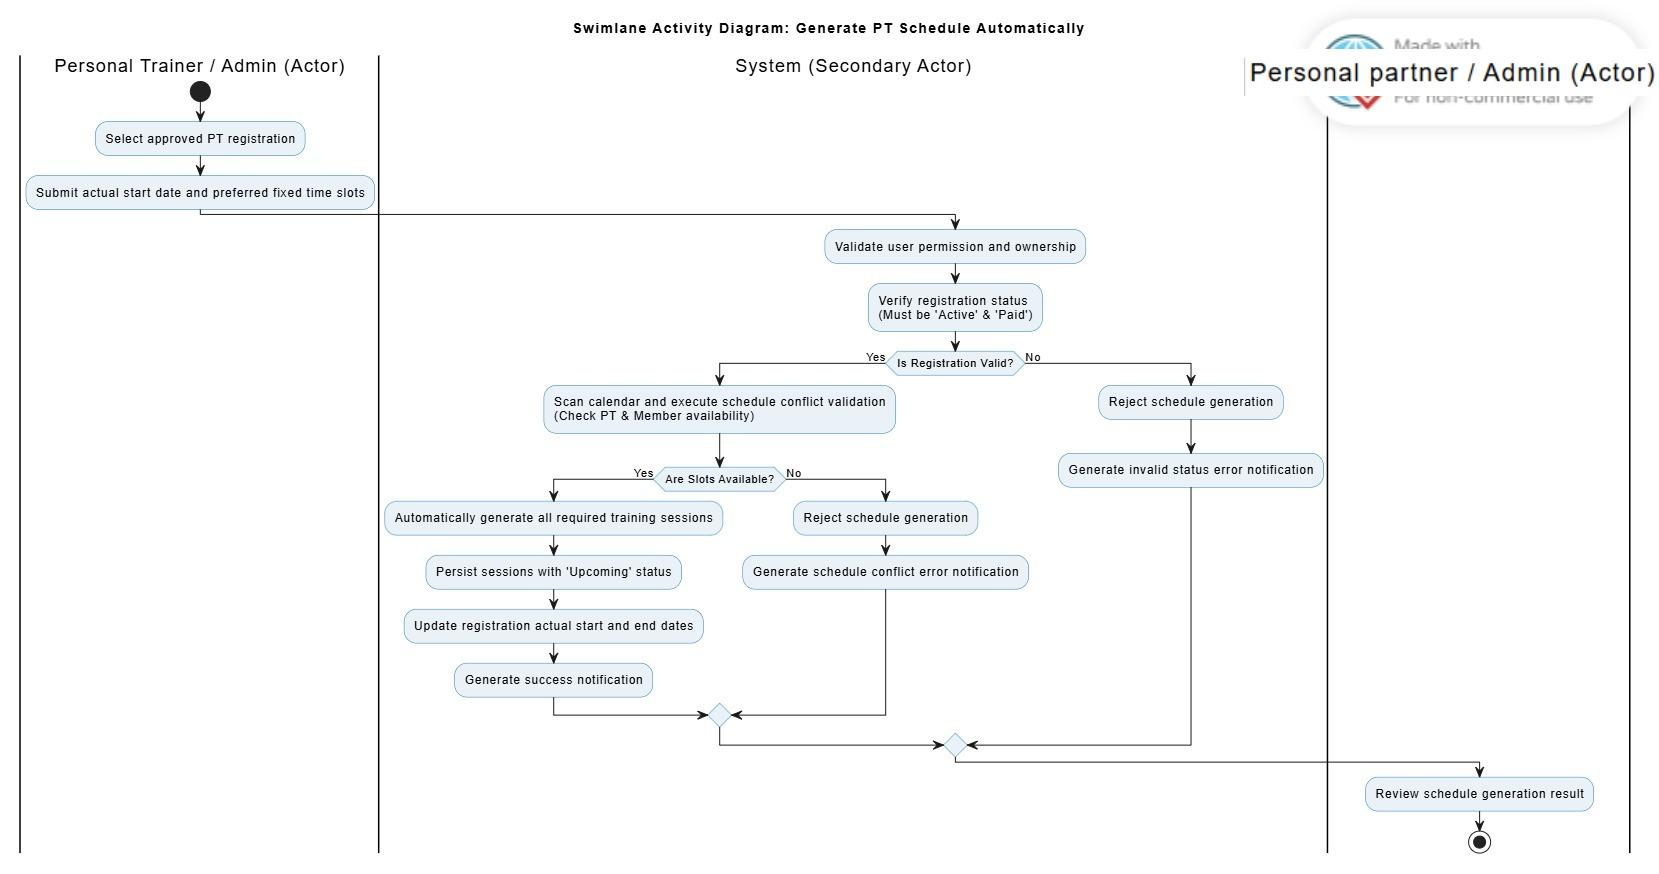 Swimlane Activity Diagram: Generate PT Schedule Automatically
Made with
Personal Trainer / Admin (Actor)
System (Secondary Actor)
Personal partner / Admin (Actor)
For non-commercial use
Select approved PT registration
Submit actual start date and preferred fixed time slots
Validate user permission and ownership
Verify registration status
(Must be 'Active' & 'Paid')
Yes
Is Registration Valid?
No
Scan calendar and execute schedule conflict validation
(Check PT & Member availability)
Reject schedule generation
Generate invalid status error notification
Yes
Are Slots Available?
No
Automatically generate all required training sessions
Reject schedule generation
Persist sessions with 'Upcoming' status
Generate schedule conflict error notification
Update registration actual start and end dates
Generate success notification
Review schedule generation result